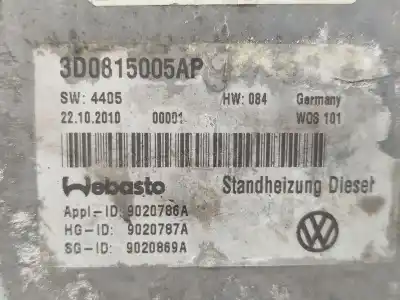 3D0815005AP
SW: 4405 HW: 084 Germany
22.10.2010 00001 WOS 101
Webasto Standheizung Diesel
Appl-ID: 9020786A
HG-ID: 9020787A
SG-ID: 9020869A